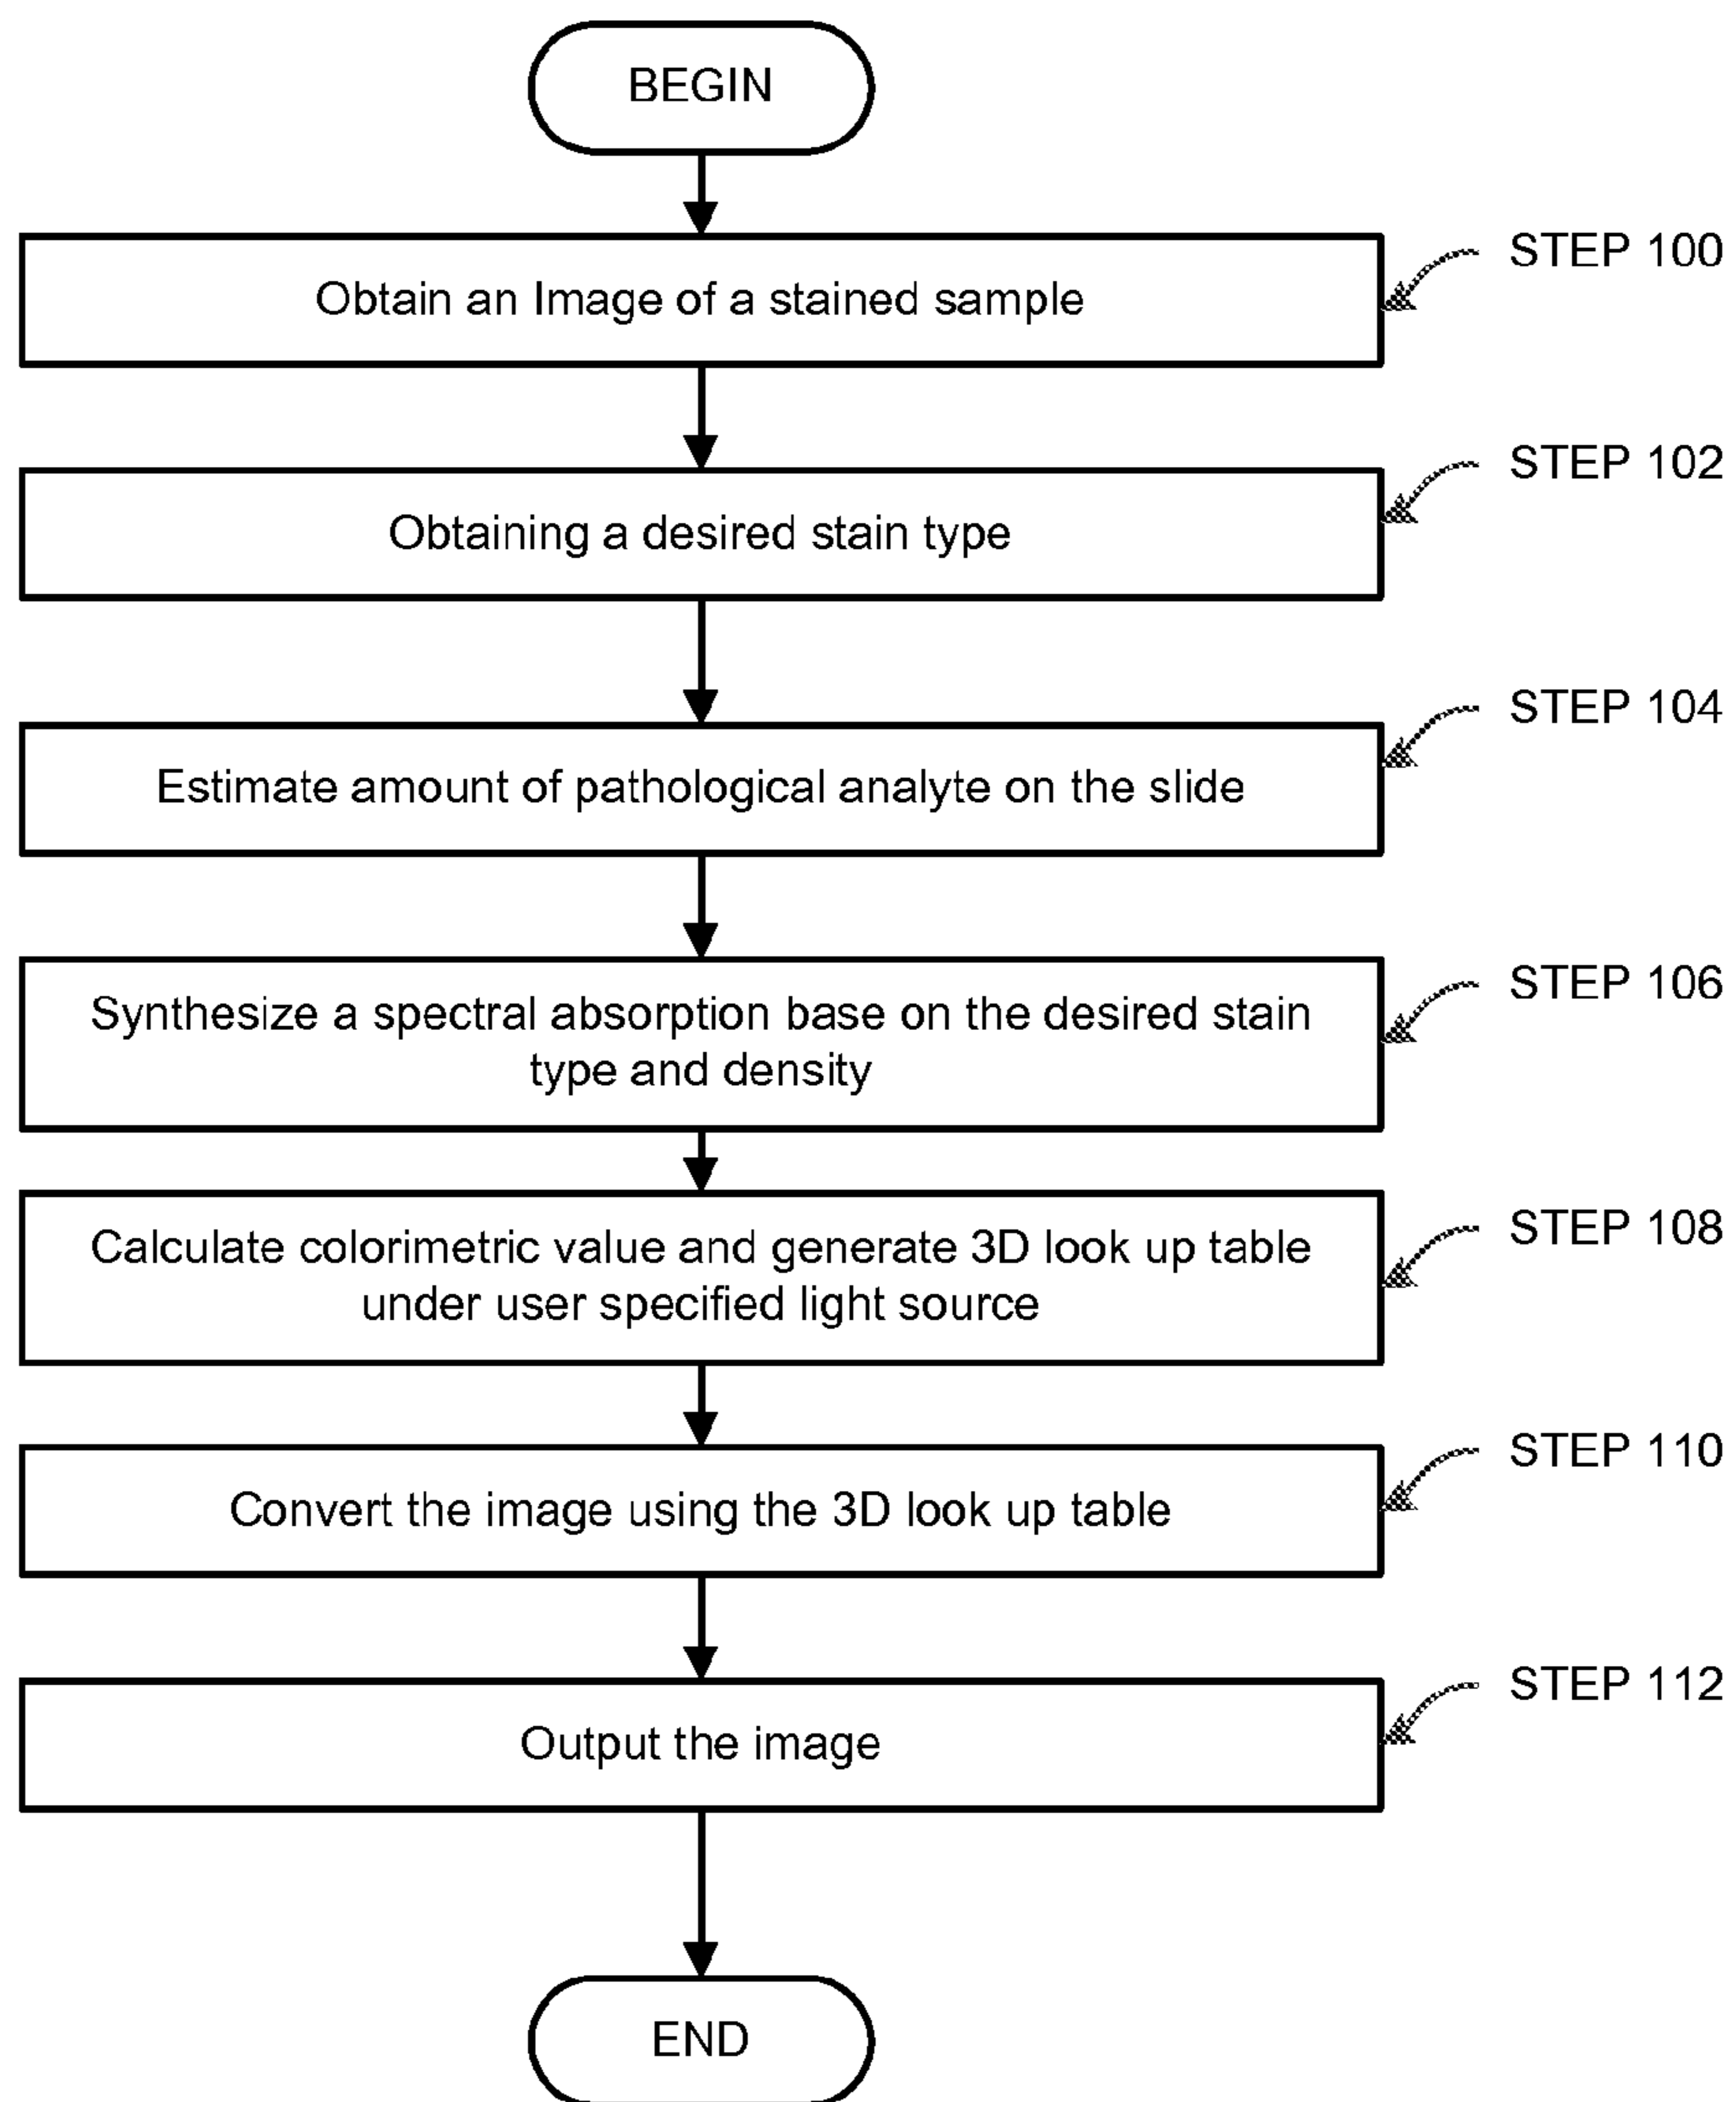 BEGIN
Obtain an Image of a stained sample
STEP 100
Obtaining a desired stain type
STEP 102
Estimate amount of pathological analyte on the slide
STEP 104
Synthesize a spectral absorption base on the desired stain
type and density
STEP 106
Calculate colorimetric value and generate 3D look up table
under user specified light source
STEP 108
Convert the image using the 3D look up table
STEP 110
Output the image
STEP 112
END